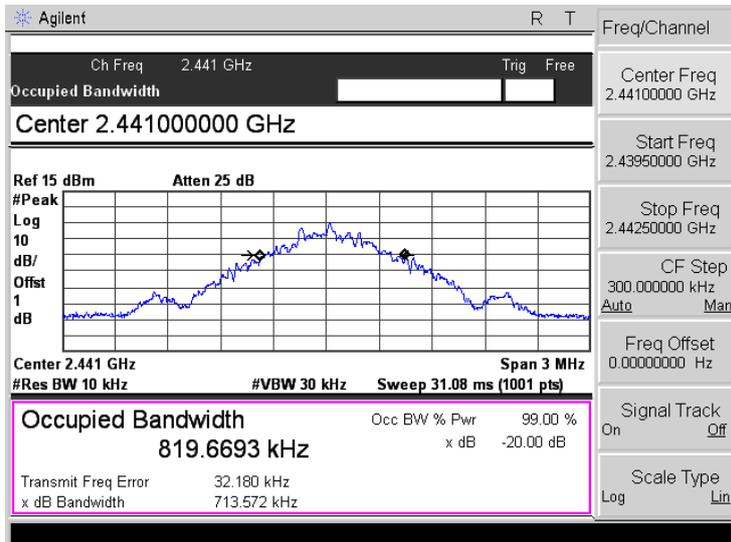 Agilent R T
Ch Freq 2.441 GHz Trig Free
Occupied Bandwidth
Center 2.441000000 GHz
Ref 15 dBm Atten 25 dB
#Peak
Log
10
dB/
Offst
1
dB
Center 2.441 GHz Span 3 MHz
#Res BW 10 kHz #VBW 30 kHz Sweep 31.08 ms (1001 pts)
Occupied Bandwidth Occ BW % Pwr 99.00 %
819.6693 kHz x dB -20.00 dB
Transmit Freq Error 32.180 kHz
x dB Bandwidth 713.572 kHz
Freq/Channel
Center Freq
2.44100000 GHz
Start Freq
2.43950000 GHz
Stop Freq
2.44250000 GHz
CF Step
300.000000 kHz
Auto Man
Freq Offset
0.00000000 Hz
Signal Track
On Off
Scale Type
Log Lin